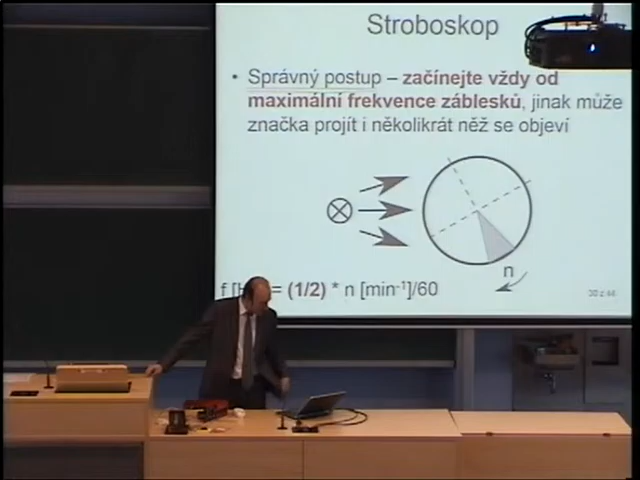 Stroboskop
• Správný postup – začínejte vždy od
maximální frekvence záblesků, jinak může
značka projít i několikrát něž se objeví
n
f [ = (1/2) * n [min⁻¹]/60